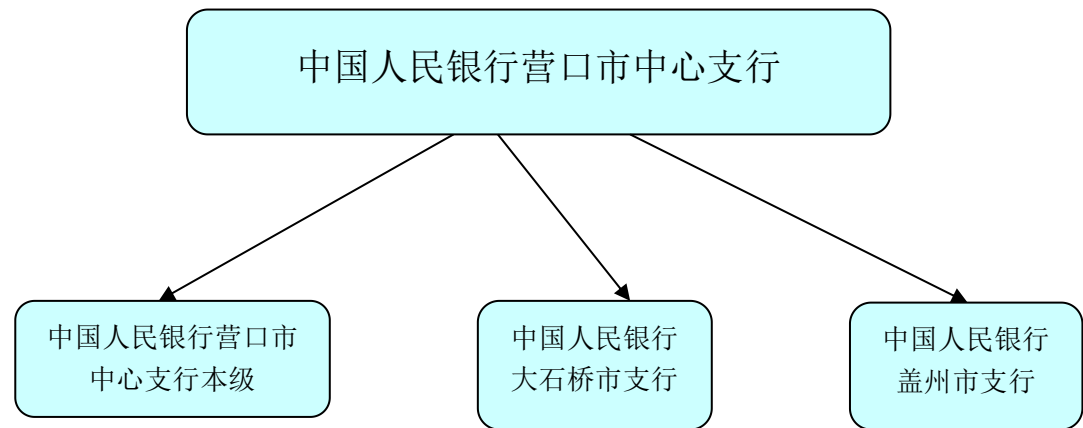 中国人民银行营口市中心支行
中国人民银行营口市
中心支行本级
中国人民银行
大石桥市支行
中国人民银行
盖州市支行